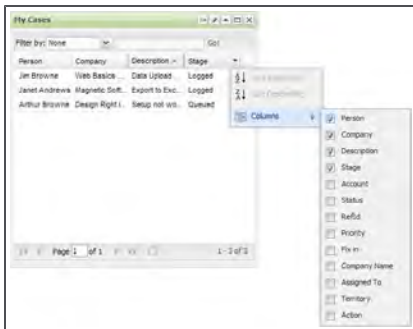 My Cases
Filter by: None
Go!
Person Company Description Stage
Jim Browne Web Basics ... Data Upload Logged
Janet Andrews Magnetic Soft... Export to Exc... Logged
Arthur Browne Design Right I... Setup not wo... Queued
Page 1 of 1
1 - 3 of 3
Columns
Person
Company
Description
Stage
Account
Status
RefId
Priority
Fix in
Company Name
Assigned To
Territory
Action